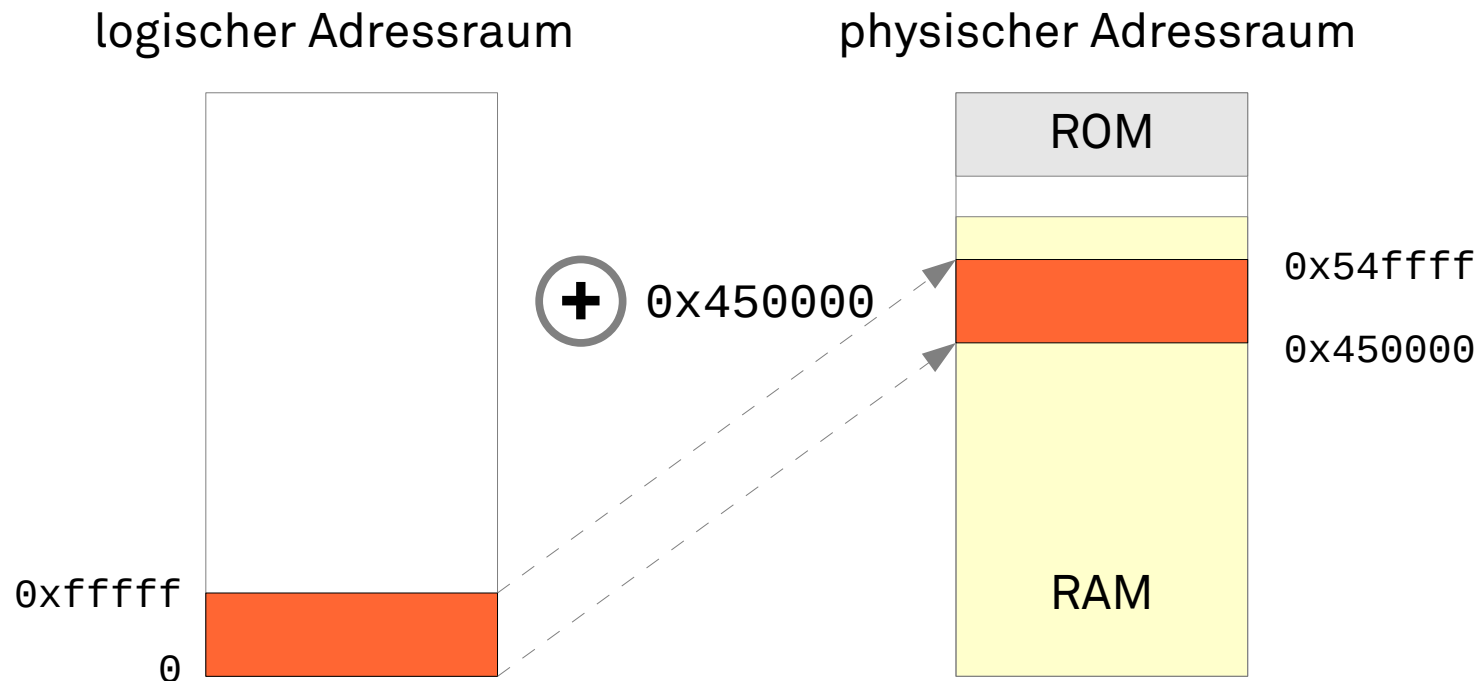 logischer Adressraum
physischer Adressraum
ROM
0x54ffff
+ 0x450000
0x450000
0xfffff
RAM
0